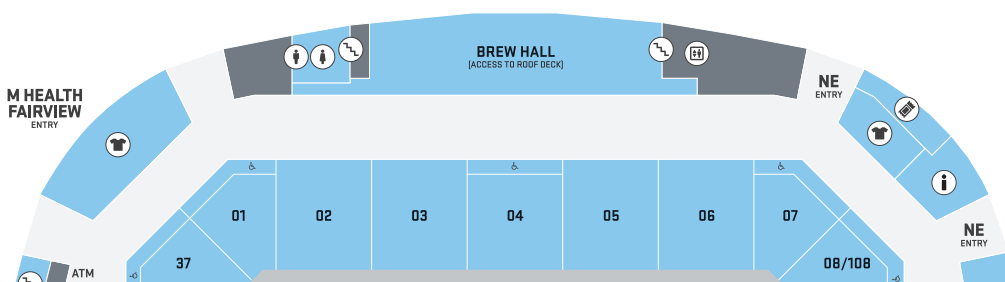 BREW HALL
(ACCESS TO ROOF DECK)
M HEALTH
FAIRVIEW
ENTRY
NE
ENTRY
01
02
03
04
05
06
07
37
08/108
NE
ENTRY
ATM